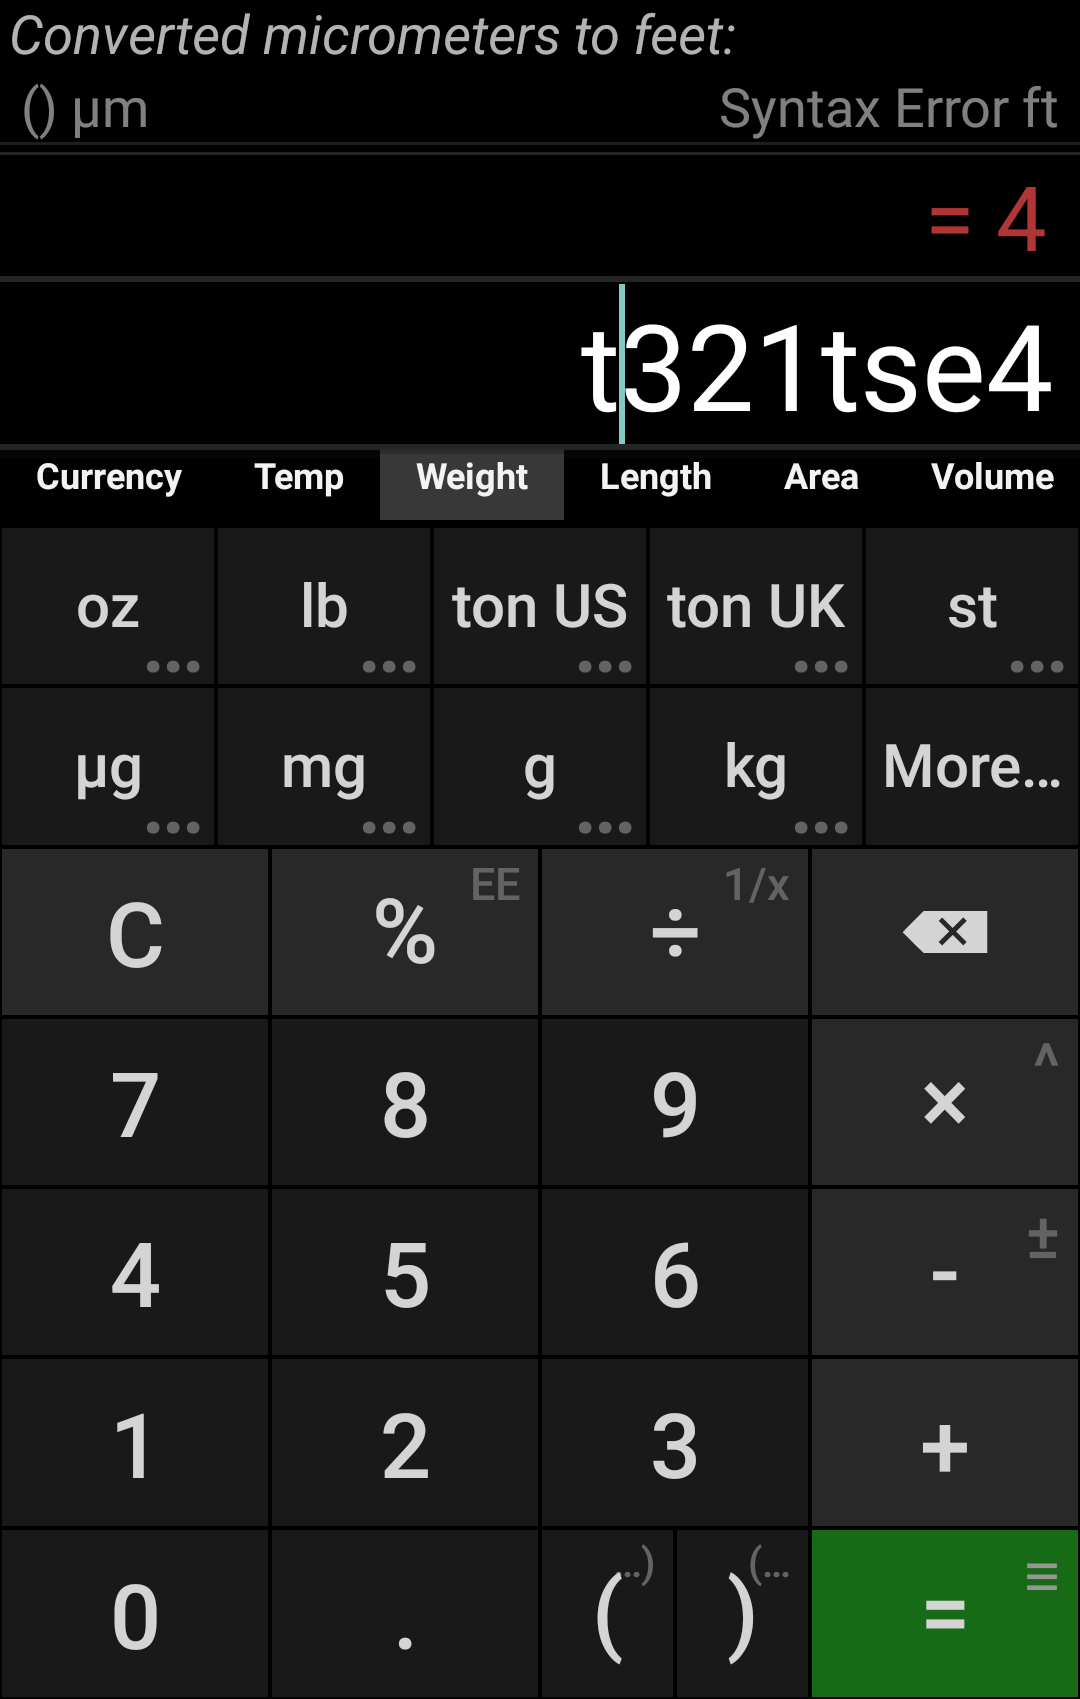 Converted micrometers to feet:
() µm Syntax Error ft
= 4
t321tse4
Currency Temp Weight Length Area Volume
oz lb ton US ton UK st
... ... ... ... ...
µg mg g kg More...
... ... ... ...
C % EE ÷ 1/x
7 8 9 × ^
4 5 6 - ±
1 2 3 +
0 . ( ..) ) (... = ≡